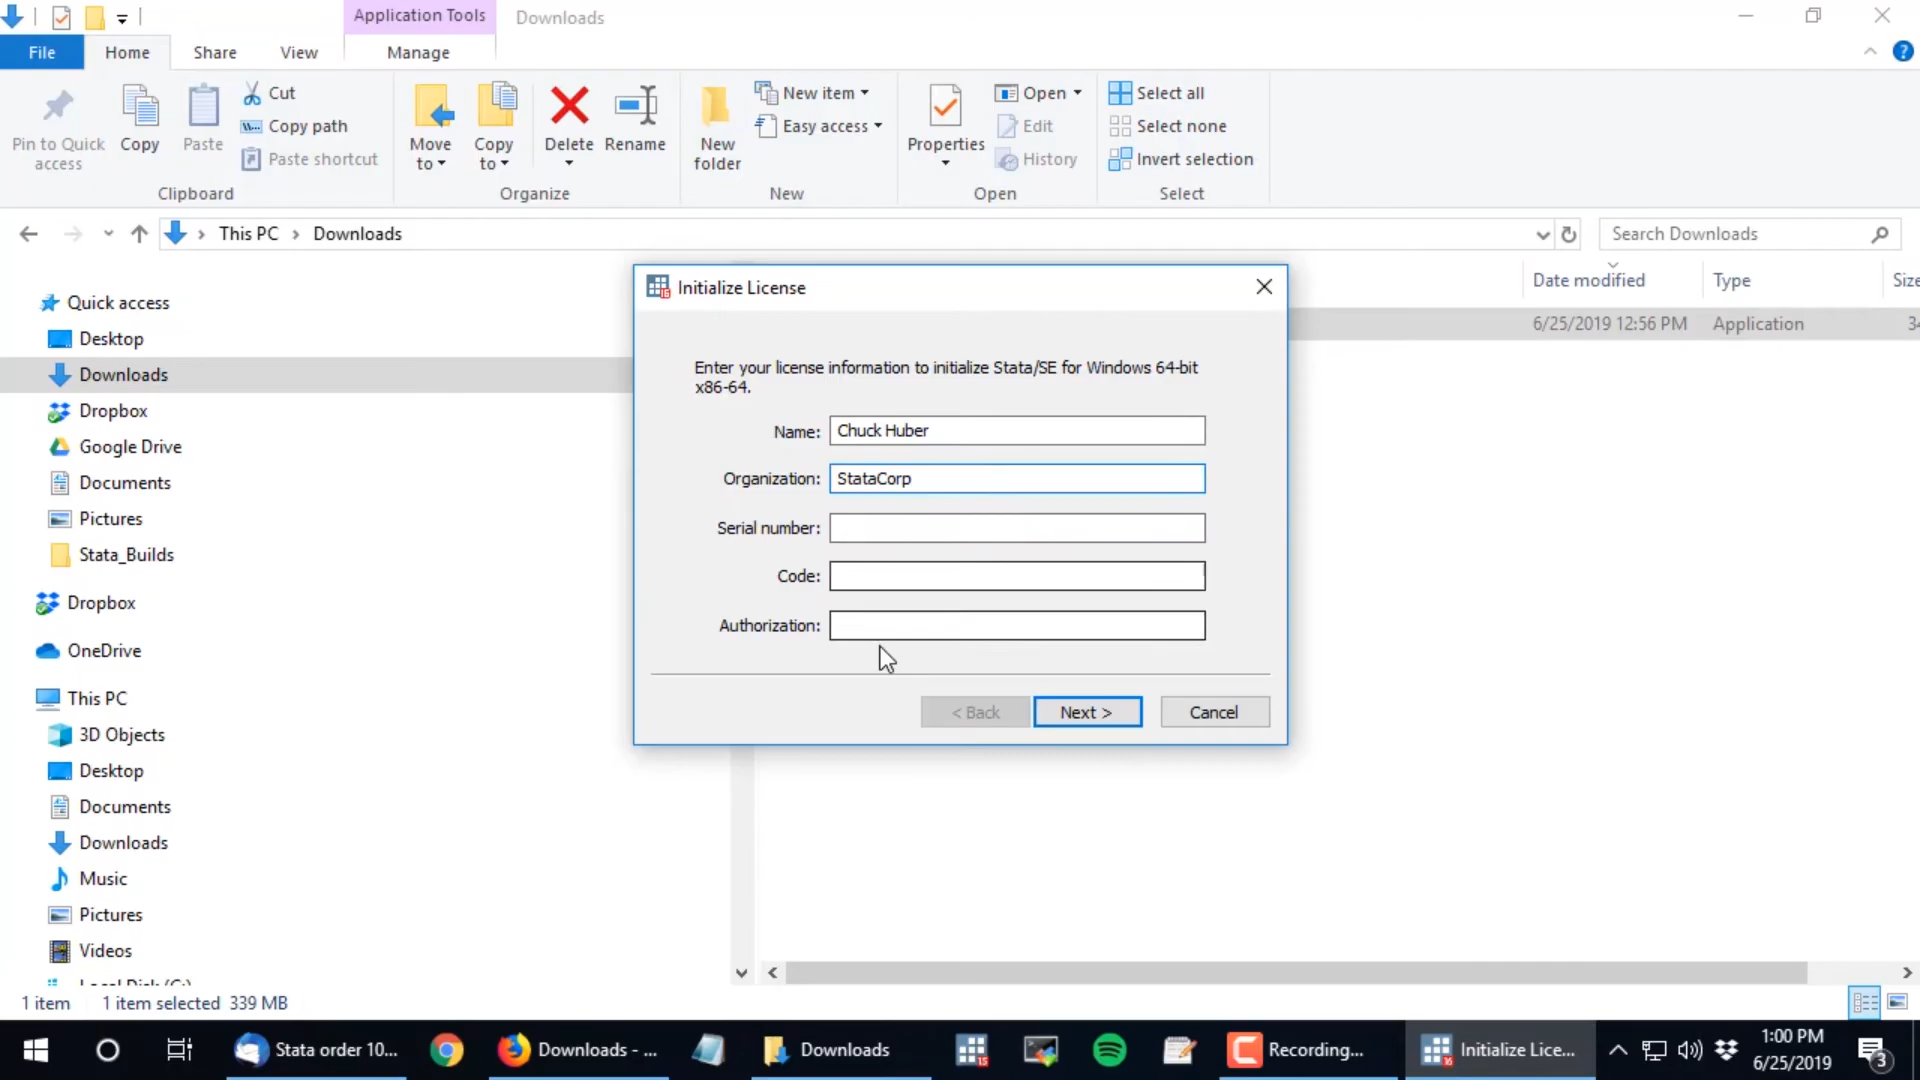 Application Tools
Downloads
File
Home
Share
View
Manage
Pin to Quick access
Copy
Paste
Cut
Copy path
Paste shortcut
Clipboard
Move to
Copy to
Delete
Rename
Organize
New folder
New item
Easy access
New
Properties
Open
Edit
History
Open
Select all
Select none
Invert selection
Select
This PC
Downloads
Search Downloads
Date modified
Type
Size
6/25/2019 12:56 PM
Application
Quick access
Desktop
Downloads
Dropbox
Google Drive
Documents
Pictures
Stata_Builds
Dropbox
OneDrive
This PC
3D Objects
Desktop
Documents
Downloads
Music
Pictures
Videos
Local Disk (C:)
Initialize License
Enter your license information to initialize Stata/SE for Windows 64-bit
x86-64.
Name: Chuck Huber
Organization: StataCorp
Serial number:
Code:
Authorization:
< Back
Next >
Cancel
1 item
1 item selected 339 MB
Stata order 10...
Downloads - ...
Downloads
15
Recording...
Initialize Lice...
1:00 PM
6/25/2019
3